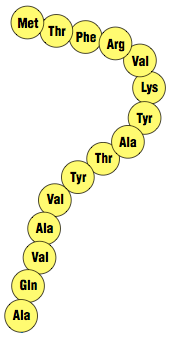 Met
Thr
Phe
Arg
Val
Lys
Tyr
Ala
Thr
Tyr
Val
Ala
Val
Gln
Ala